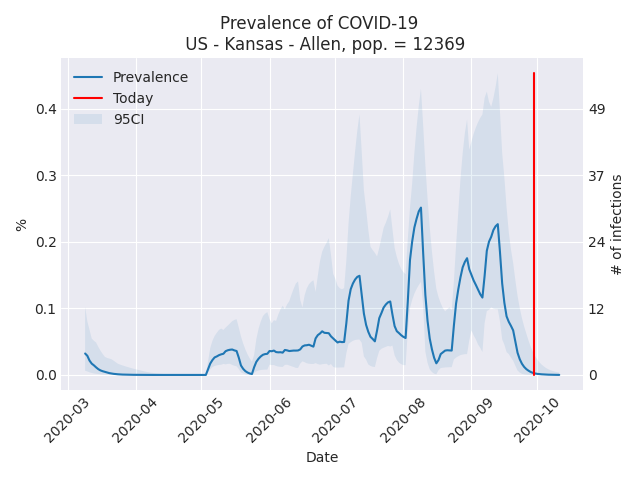 Prevalence of COVID-19
US - Kansas - Allen, pop. = 12369
Prevalence
Today
95CI
0.4
0.3
0.2
0.1
0.0
%
49
37
24
12
0
# of infections
2020-03
2020-04
2020-05
2020-06
2020-07
2020-08
2020-09
2020-10
Date